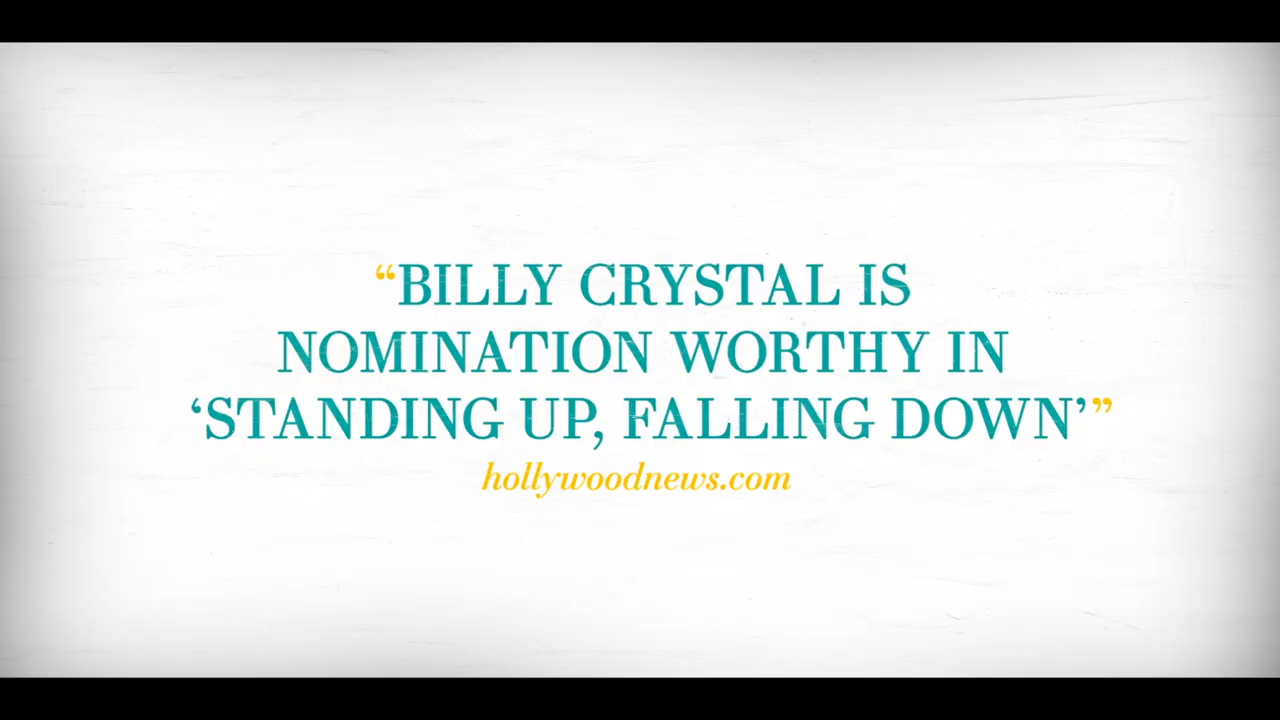 “BILLY CRYSTAL IS
NOMINATION WORTHY IN
‘STANDING UP, FALLING DOWN’”
hollywoodnews.com